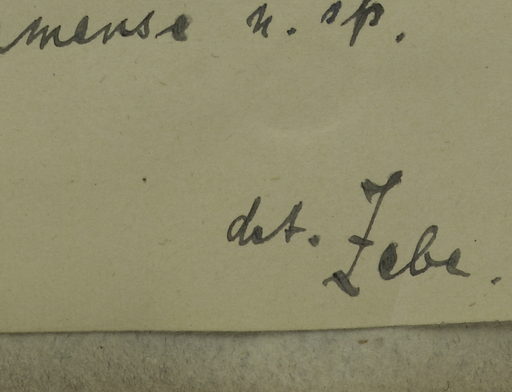 mense n. sp.
det. Zebe.